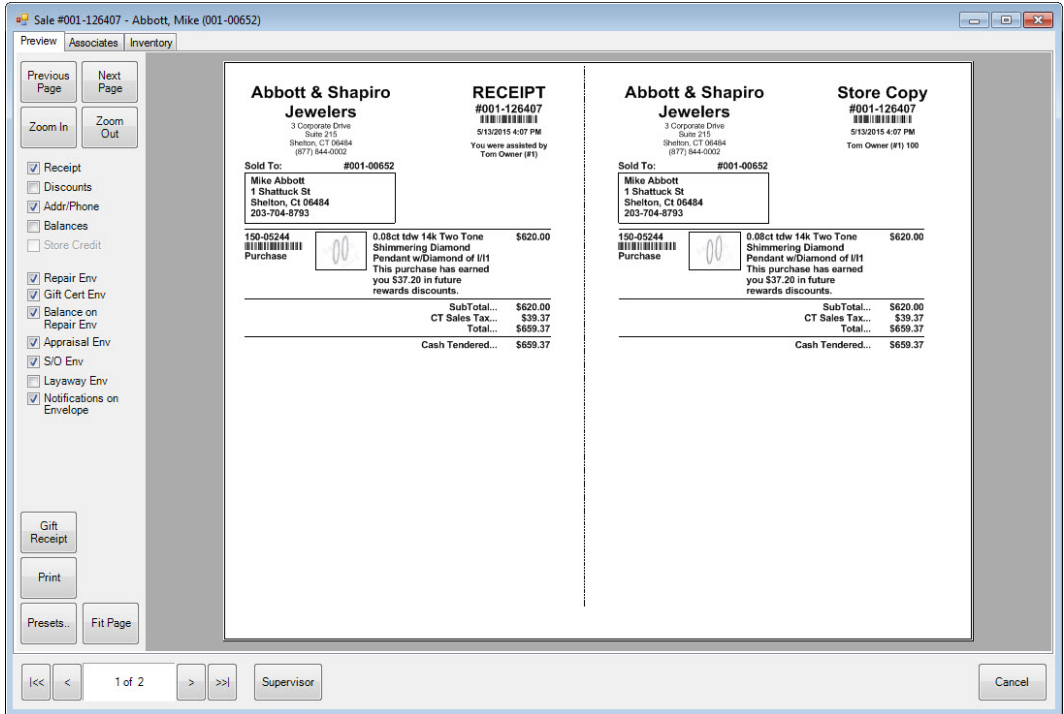 Sale #001-126407 - Abbott, Mike (001-00652)
Preview Associates Inventory
Previous Page
Next Page
Zoom In
Zoom Out
Receipt
Discounts
Addr/Phone
Balances
Store Credit
Repair Env
Gift Cert Env
Balance on
Repair Env
Appraisal Env
S/O Env
Layaway Env
Notifications on
Envelope
Gift
Receipt
Print
Presets..
Fit Page
Abbott & Shapiro
Jewelers
3 Corporate Drive
Suite 215
Shelton, CT 06484
(877) 844-0002
RECEIPT
#001-126407
5/13/2015 4:07 PM
You were assisted by
Tom Owner (#1)
Sold To: #001-00652
Mike Abbott
1 Shattuck St
Shelton, Ct 06484
203-704-8793
150-05244
Purchase
0.08ct tdw 14k Two Tone $620.00
Shimmering Diamond
Pendant w/Diamond of I/I1
This purchase has earned
you $37.20 in future
rewards discounts.
SubTotal... $620.00
CT Sales Tax... $39.37
Total... $659.37
Cash Tendered... $659.37
Abbott & Shapiro
Jewelers
3 Corporate Drive
Suite 215
Shelton, CT 06484
(877) 844-0002
Store Copy
#001-126407
5/13/2015 4:07 PM
Tom Owner (#1) 100
Sold To: #001-00652
Mike Abbott
1 Shattuck St
Shelton, Ct 06484
203-704-8793
150-05244
Purchase
0.08ct tdw 14k Two Tone $620.00
Shimmering Diamond
Pendant w/Diamond of I/I1
This purchase has earned
you $37.20 in future
rewards discounts.
SubTotal... $620.00
CT Sales Tax... $39.37
Total... $659.37
Cash Tendered... $659.37
|<< < 1 of 2 > >>| Supervisor Cancel